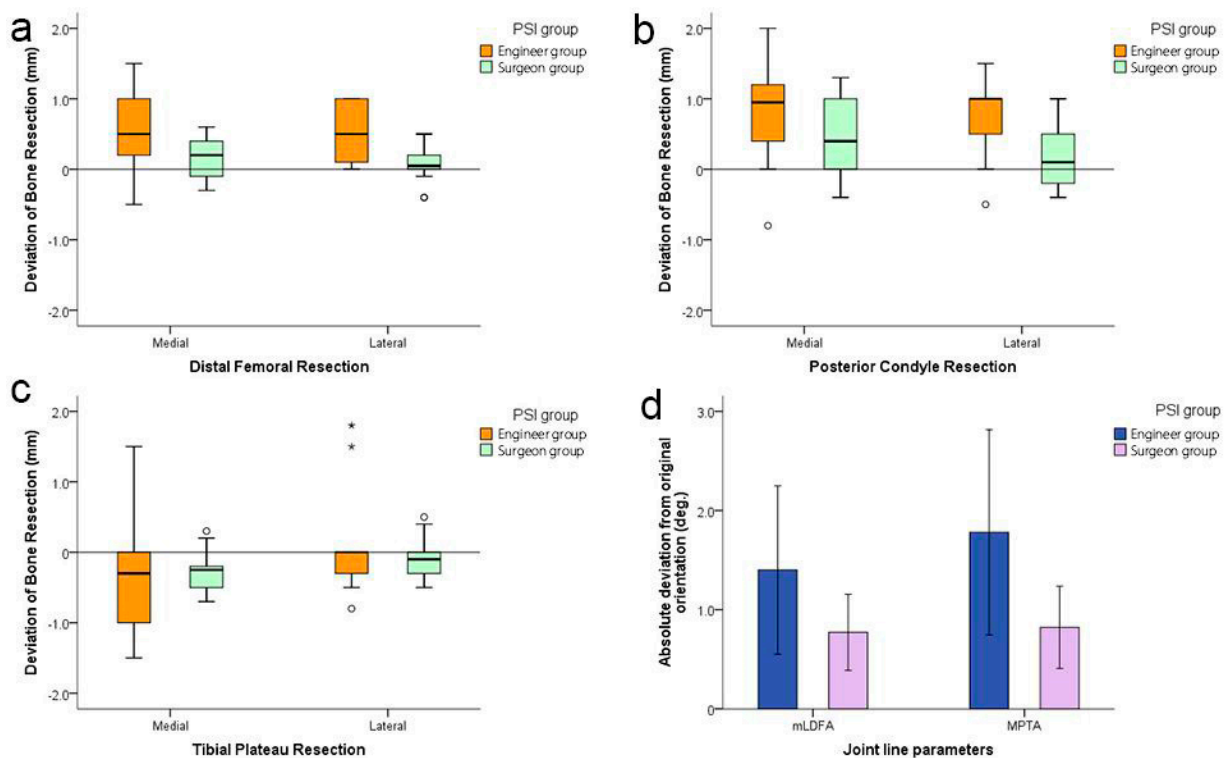 a
PSI group
Engineer group
Surgeon group
Deviation of Bone Resection (mm)
2.0
1.0
0
-1.0
-2.0
Medial
Lateral
Distal Femoral Resection
b
PSI group
Engineer group
Surgeon group
Deviation of Bone Resection (mm)
2.0
1.0
0
-1.0
-2.0
Medial
Lateral
Posterior Condyle Resection
c
PSI group
Engineer group
Surgeon group
Deviation of Bone Resection (mm)
2.0
1.0
0
-1.0
-2.0
Medial
Lateral
Tibial Plateau Resection
d
PSI group
Engineer group
Surgeon group
Absolute deviation from original
orientation (deg.)
3.0
2.0
1.0
0
mLDFA
MPTA
Joint line parameters